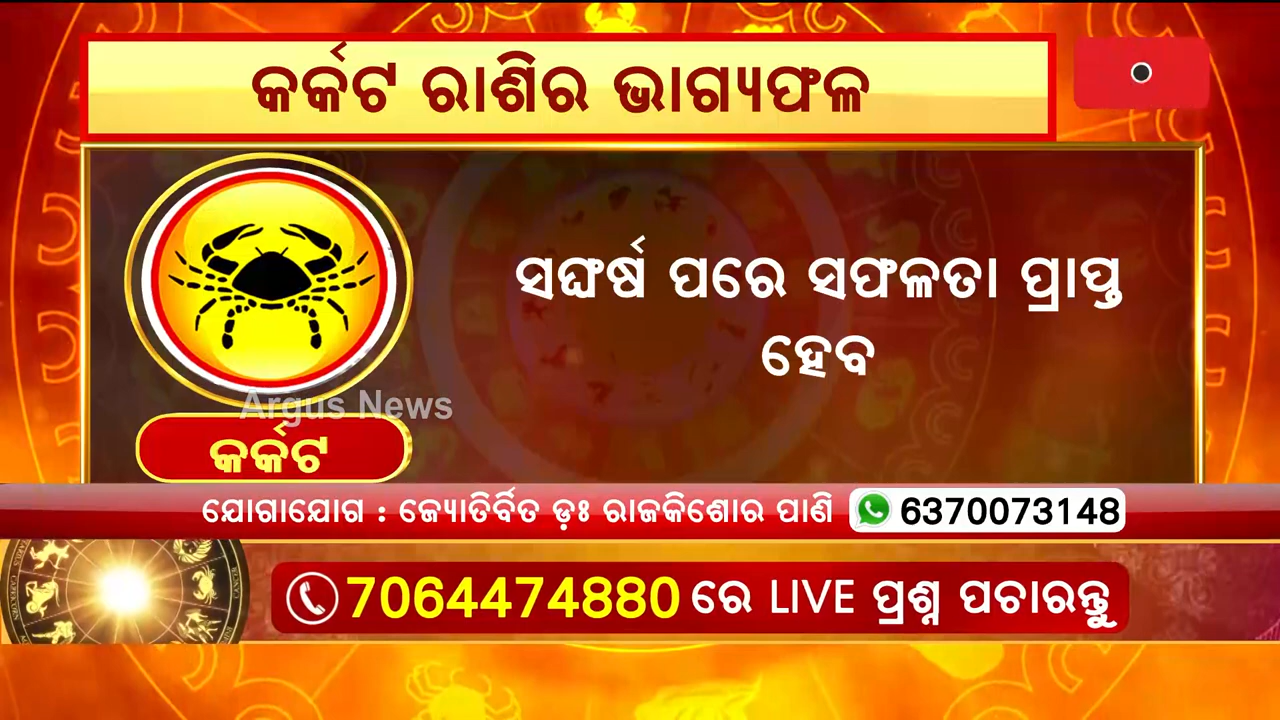 କର୍କଟ ରାଶିର ଭାଗ୍ୟଫଳ
ସଙ୍ଘର୍ଷ ପରେ ସଫଳତା ପ୍ରାପ୍ତ
ହେବ
Argus News
କର୍କଟ
ଯୋଗାଯୋଗ : ଜ୍ୟୋତିର୍ବିତ ଡ଼ଃ ରାଜକିଶୋର ପାଣି 6370073148
7064474880 ରେ LIVE ପ୍ରଶ୍ନ ପଚାରନ୍ତୁ